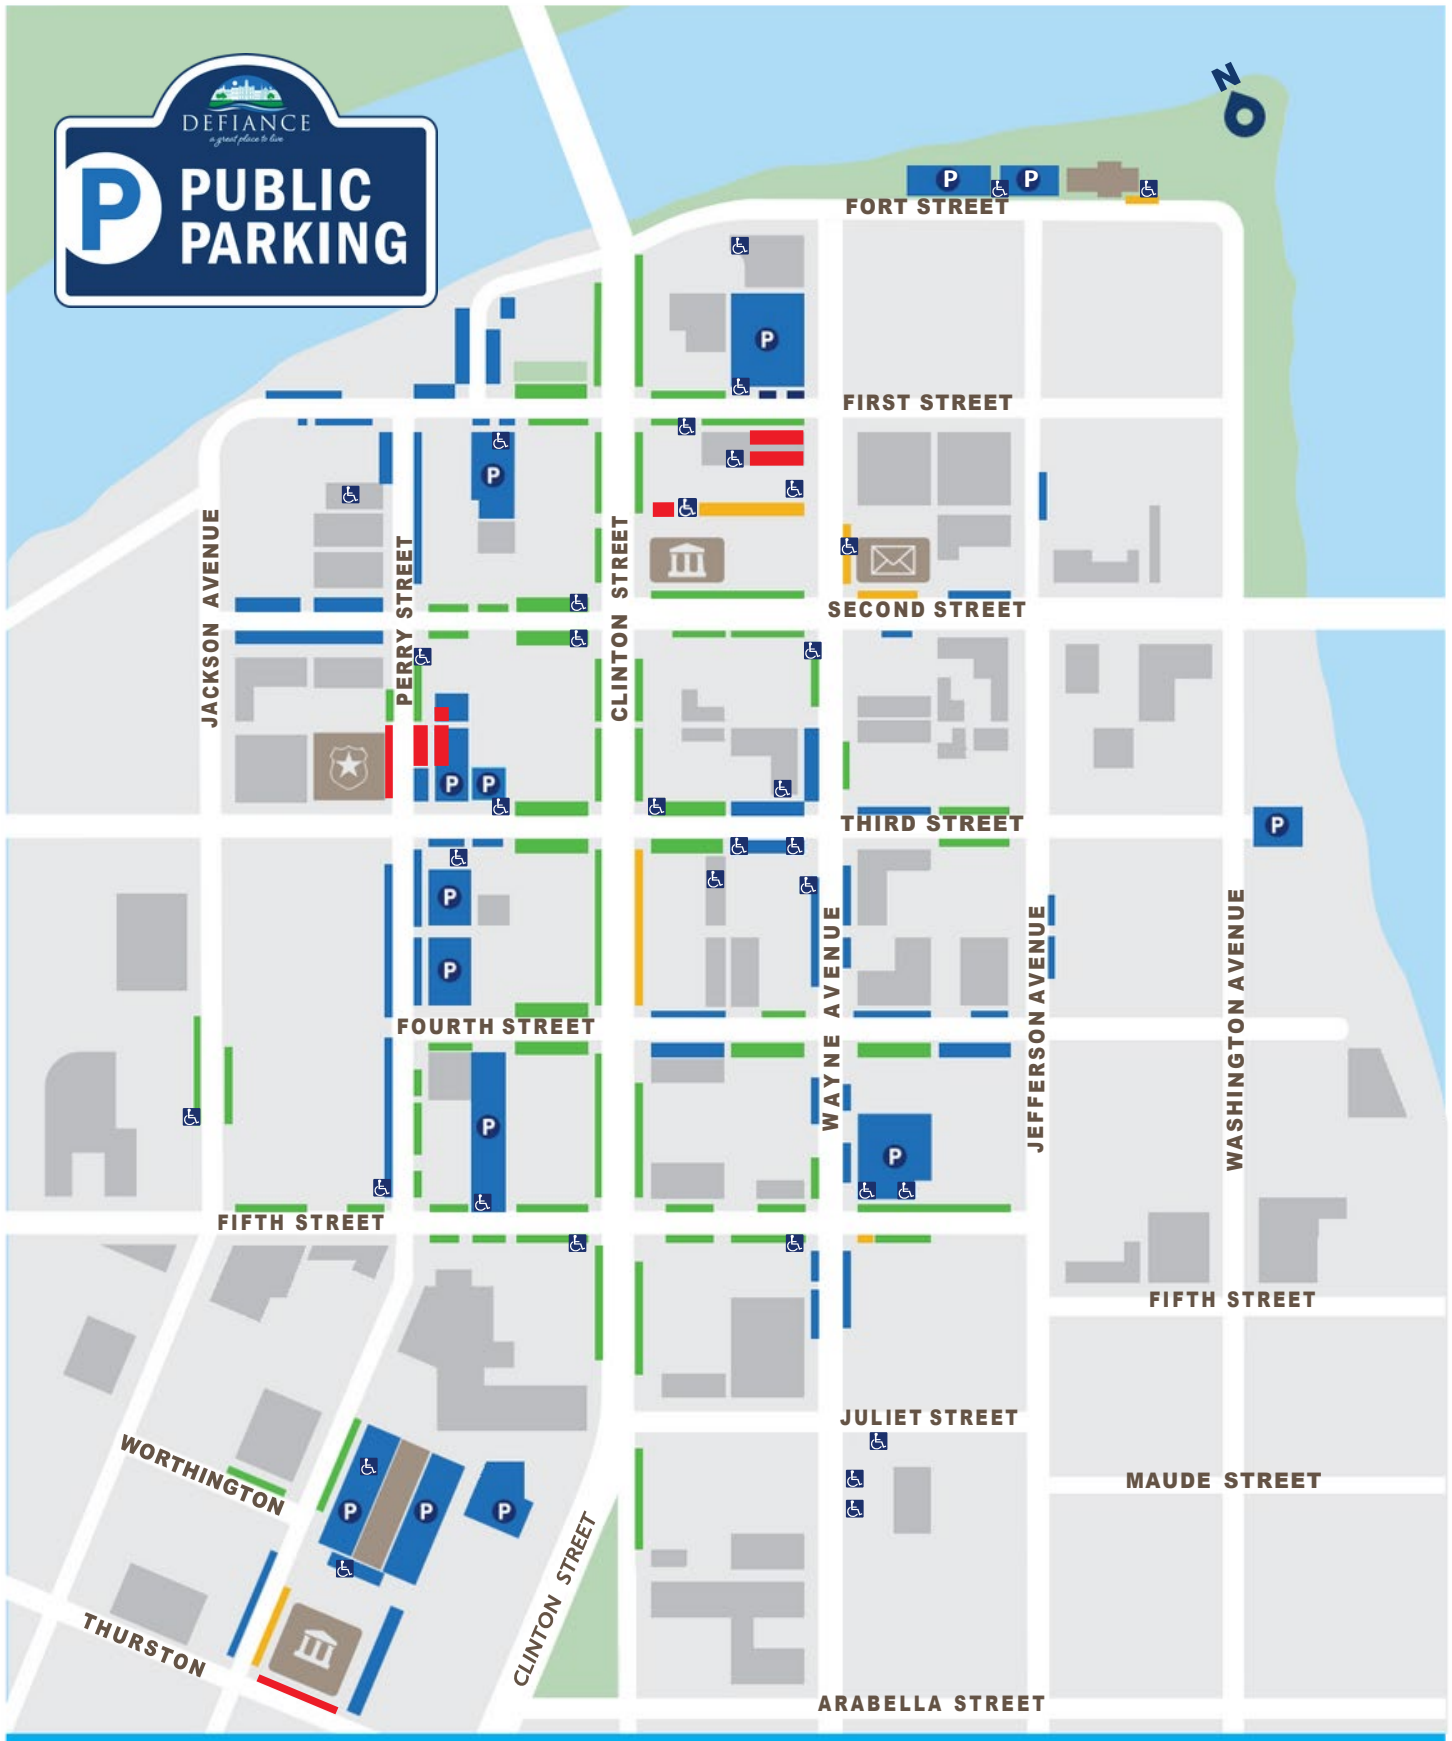 N
DEFIANCE
a great place to live
P
PUBLIC
PARKING
P
P
FORT STREET
P
FIRST STREET
P
JACKSON AVENUE
PERRY STREET
CLINTON STREET
SECOND STREET
P
P
THIRD STREET
P
P
P
WAYNE AVENUE
JEFFERSON AVENUE
WASHINGTON AVENUE
FOURTH STREET
P
P
FIFTH STREET
FIFTH STREET
JULIET STREET
WORTHINGTON
MAUDE STREET
P
P
P
CLINTON STREET
THURSTON
ARABELLA STREET